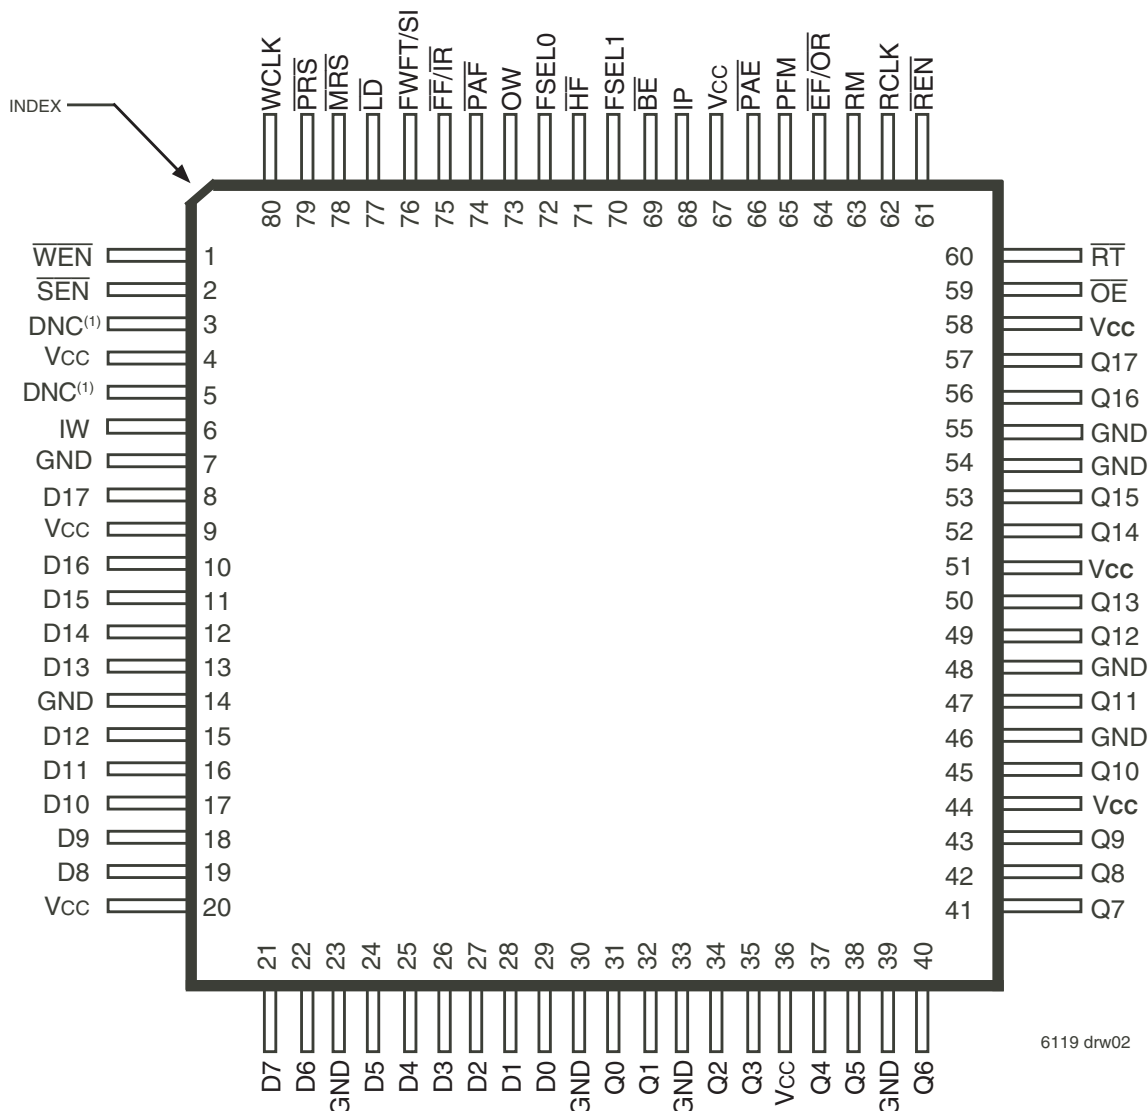 WCLK
PRS
MRS
LD
FWFT/SI
FF/IR
PAF
OW
FSEL0
HF
FSEL1
BE
IP
VCC
PAE
PFM
EF/OR
RM
RCLK
REN
INDEX
80 79 78 77 76 75 74 73 72 71 70 69 68 67 66 65 64 63 62 61
WEN 1 60 RT
SEN 2 59 OE
DNC(1) 3 58 Vcc
VCC 4 57 Q17
DNC(1) 5 56 Q16
IW 6 55 GND
GND 7 54 GND
D17 8 53 Q15
VCC 9 52 Q14
D16 10 51 Vcc
D15 11 50 Q13
D14 12 49 Q12
D13 13 48 GND
GND 14 47 Q11
D12 15 46 GND
D11 16 45 Q10
D10 17 44 Vcc
D9 18 43 Q9
D8 19 42 Q8
VCC 20 41 Q7
21 22 23 24 25 26 27 28 29 30 31 32 33 34 35 36 37 38 39 40
D7
D6
GND
D5
D4
D3
D2
D1
D0
GND
Q0
Q1
GND
Q2
Q3
VCC
Q4
Q5
GND
Q6
6119 drw02